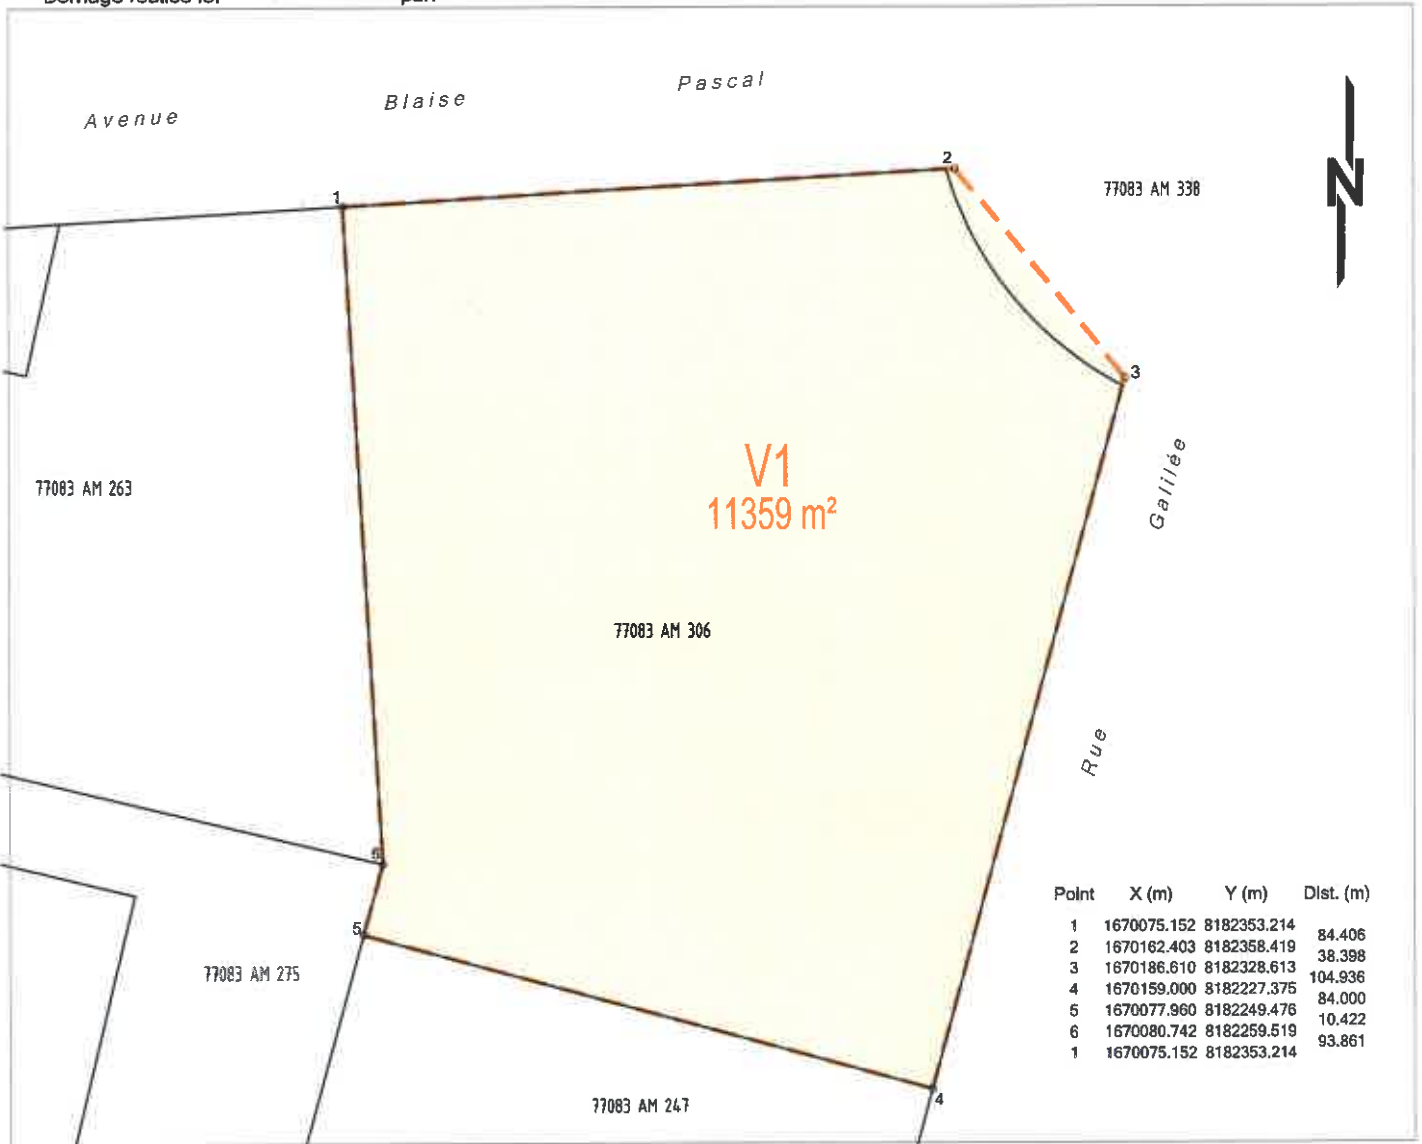 Avenue Blaise Pascal
N
1
2
77083 AM 338
3
77083 AM 263
V1
11359 m²
Galilée
77083 AM 306
Rue
6
5
77083 AM 275
77083 AM 247
4
Point X (m) Y (m) Dist. (m)
1 1670075.152 8182353.214
84.406
2 1670162.403 8182358.419
38.398
3 1670186.610 8182328.613
104.936
4 1670159.000 8182227.375
84.000
5 1670077.960 8182249.476
10.422
6 1670080.742 8182259.519
93.861
1 1670075.152 8182353.214